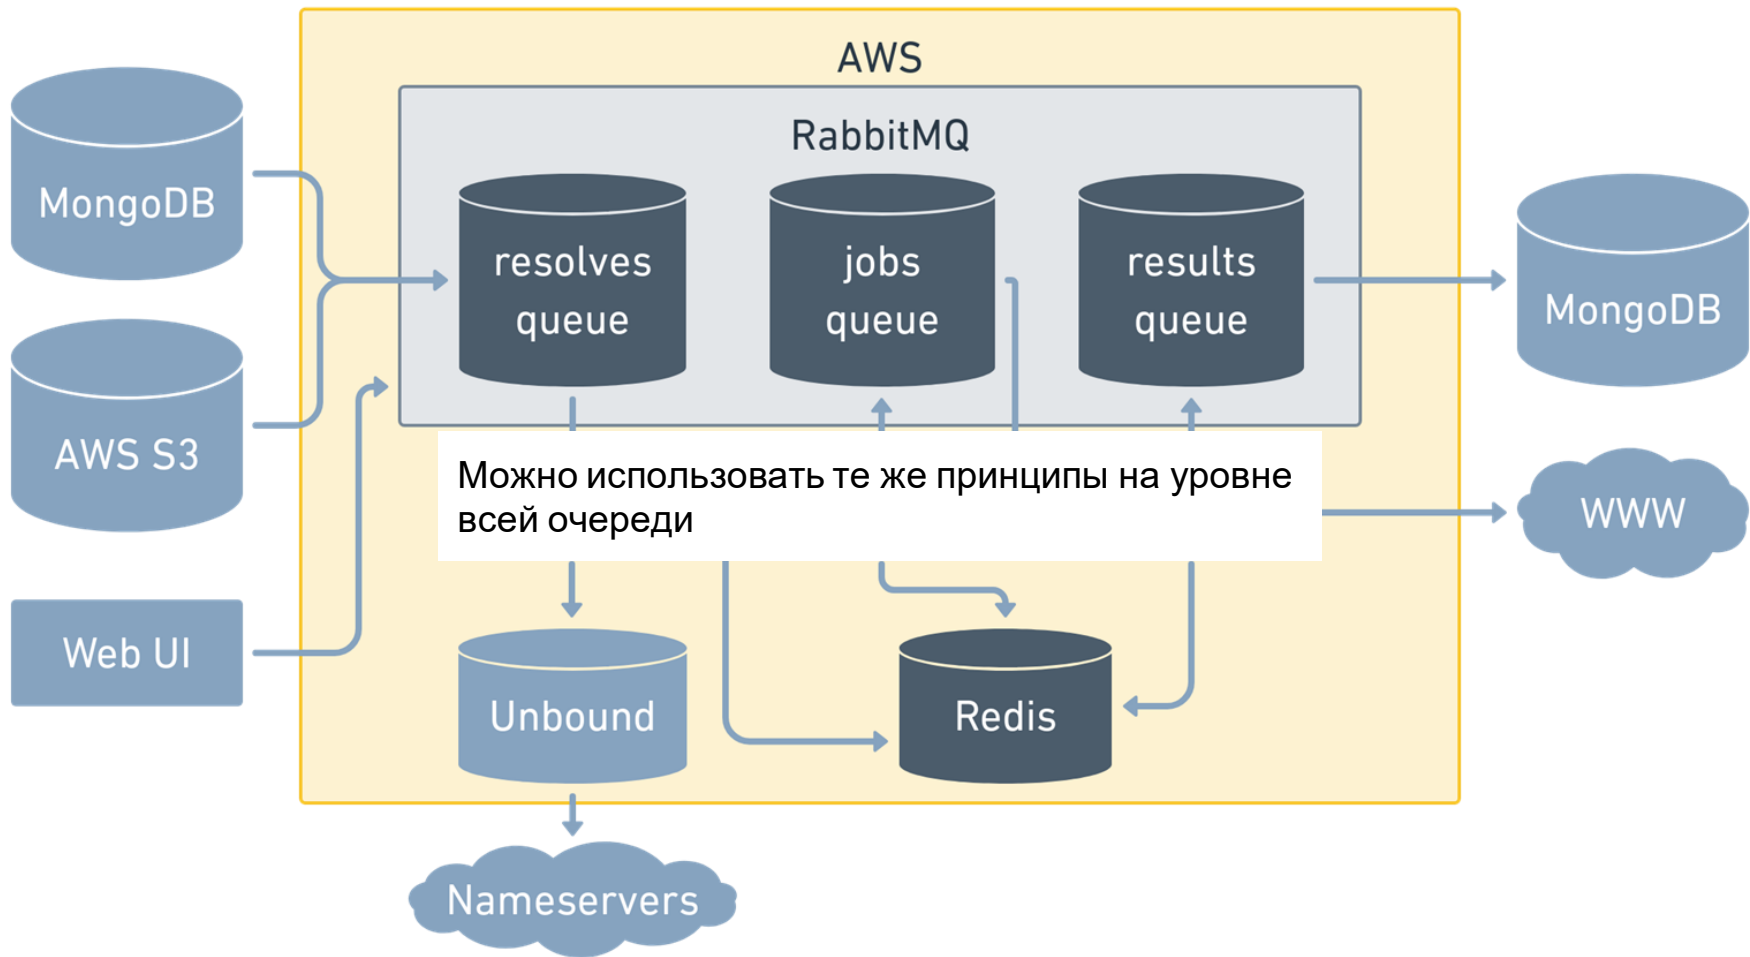 AWS
RabbitMQ
MongoDB
resolves
queue
jobs
queue
results
queue
MongoDB
AWS S3
Можно использовать те же принципы на уровне
всей очереди
WWW
Web UI
Unbound
Redis
Nameservers